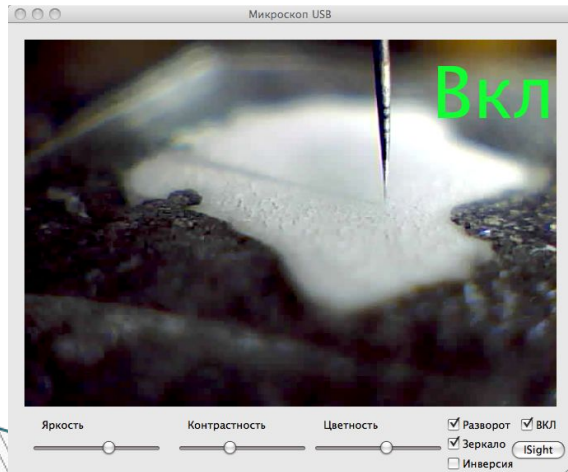 Микроскоп USB
Вкл
Яркость
Контрастность
Цветность
Разворот
ВКЛ
Зеркало
ISight
Инверсия